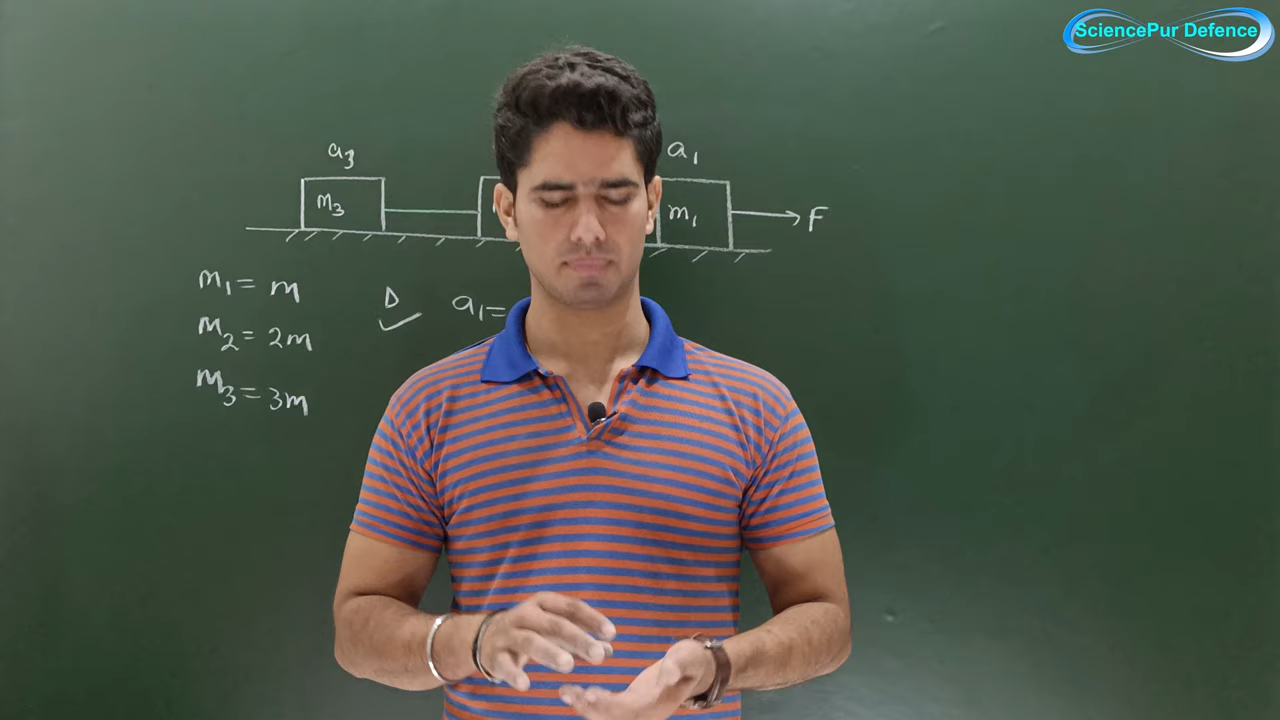 SciencePur Defence
a₃ a₁
m₃ m₁ F
m₁ = m
D a₁ =
m₂ = 2m
m₃ = 3m